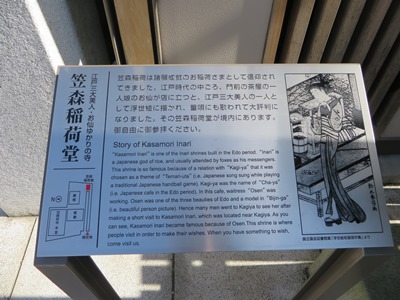 江戸三大美人・お仙ゆかりの寺
笠森稲荷堂
笠森稲荷は諸願成就のお稲荷さまとして信仰され
てきました。江戸時代の中ごろ、門前の茶屋の一
人娘のお仙が店に立つと、江戸三大美人の一人と
して浮世絵に描かれ、童唄にも歌われて大評判に
なりました。その笠森稲荷堂が境内にあります。
御自由に御参拝ください。
Story of Kasamori Inari
"Kasamori Inari" is one of the inari shrines built in the Edo period. "Inari" is
a Japanese god of rice, and usually attended by foxes as his messengers.
This shrine is so famous because of a relation with "Kagi-ya" that it was
chosen as a theme of "Temari-Uta" (i.e. Japanese song sung while playing
a traditional Japanese handball game). Kagi-ya was the name of "Cha-ya"
(i.e. Japanese cafe in the Edo period). In this cafe, waitress "Osen" was
working. Osen was one of the three beauties of Edo and a model in "Bijin-ga"
(i.e. beautiful person picture). Hence many men went to Kagiya to see her after
making a short visit to Kasamori Inari, which was located near Kagiya. As you
can see, Kasamori Inari became famous because of Osen.This shrine is where
people visit in order to make their wishes. When you have something to wish,
come visit us.
N